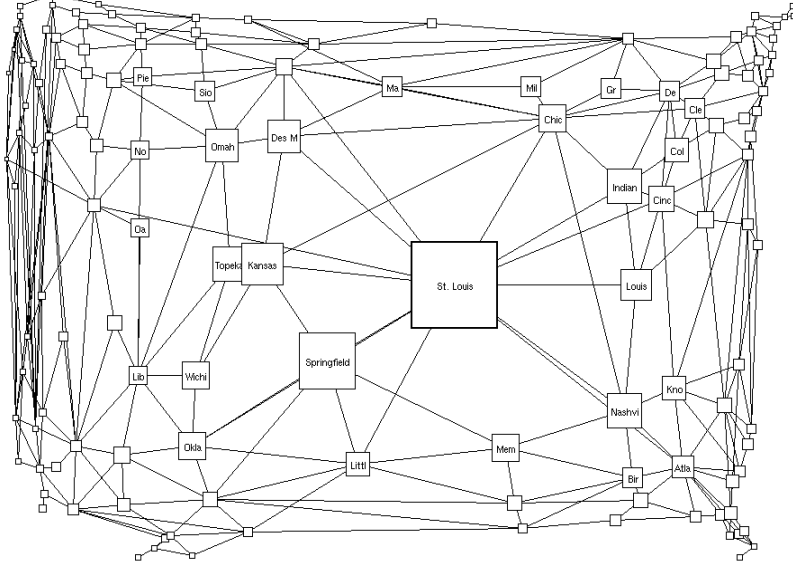 Pie
Sio
Ma
Mil
Gr
De
Cle
Chic
No
Omah
Des M
Col
Indian
Cinc
Oa
Topeka
Kansas
St. Louis
Louis
Springfield
Lib
Wichi
Kno
Nashvi
Okla
Littl
Mem
Bir
Atla